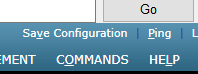 Go
Save Configuration | Ping |
EMENT COMMANDS HELP